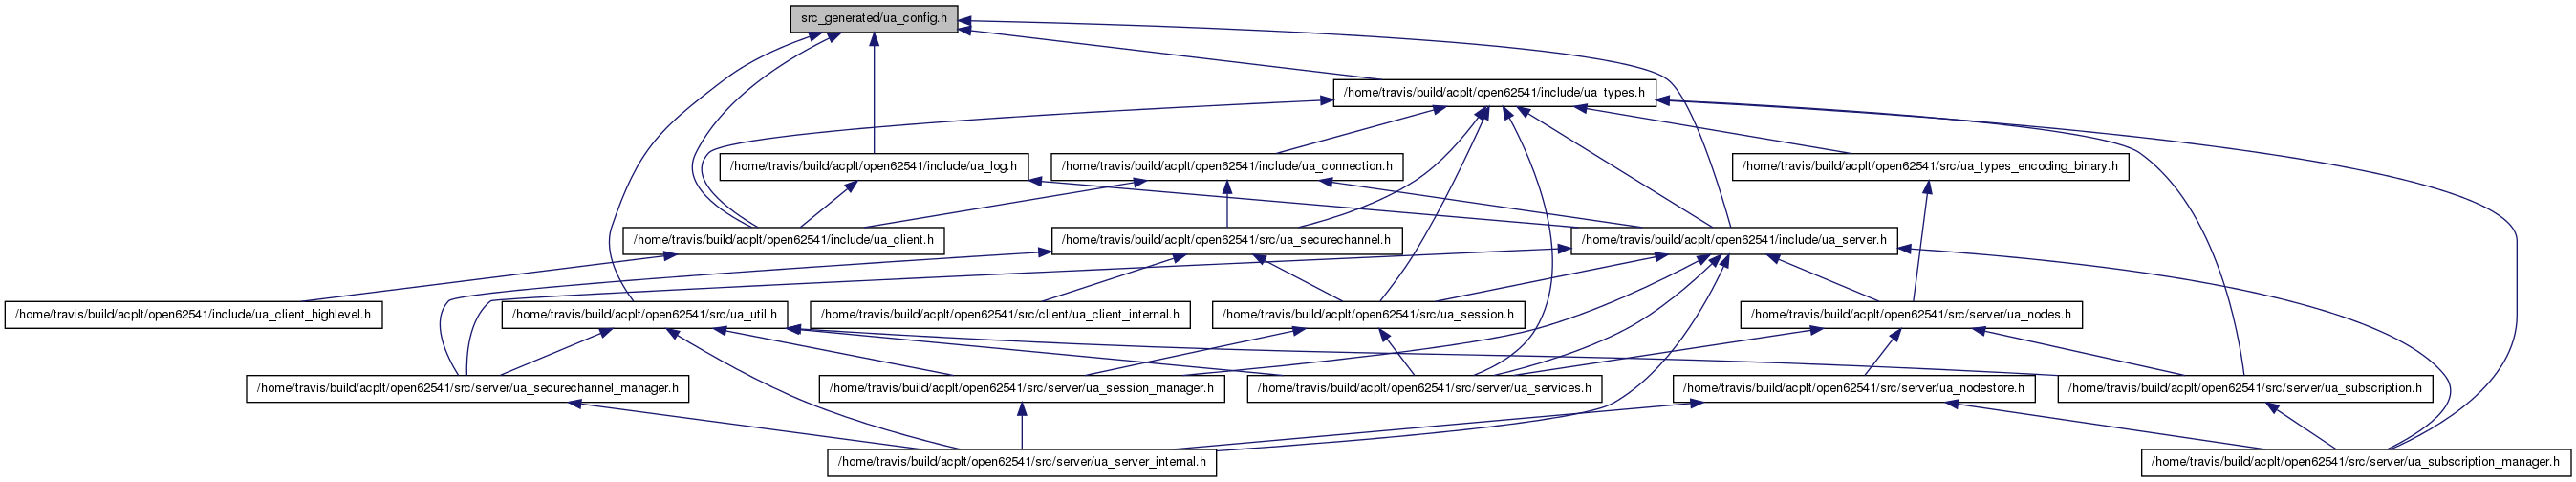 src_generated/ua_config.h
/home/travis/build/acplt/open62541/include/ua_types.h
/home/travis/build/acplt/open62541/include/ua_log.h
/home/travis/build/acplt/open62541/include/ua_connection.h
/home/travis/build/acplt/open62541/src/ua_types_encoding_binary.h
/home/travis/build/acplt/open62541/include/ua_client.h
/home/travis/build/acplt/open62541/src/ua_securechannel.h
/home/travis/build/acplt/open62541/include/ua_server.h
/home/travis/build/acplt/open62541/include/ua_client_highlevel.h
/home/travis/build/acplt/open62541/src/ua_util.h
/home/travis/build/acplt/open62541/src/client/ua_client_internal.h
/home/travis/build/acplt/open62541/src/ua_session.h
/home/travis/build/acplt/open62541/src/server/ua_nodes.h
/home/travis/build/acplt/open62541/src/server/ua_securechannel_manager.h
/home/travis/build/acplt/open62541/src/server/ua_session_manager.h
/home/travis/build/acplt/open62541/src/server/ua_services.h
/home/travis/build/acplt/open62541/src/server/ua_nodestore.h
/home/travis/build/acplt/open62541/src/server/ua_subscription.h
/home/travis/build/acplt/open62541/src/server/ua_server_internal.h
/home/travis/build/acplt/open62541/src/server/ua_subscription_manager.h